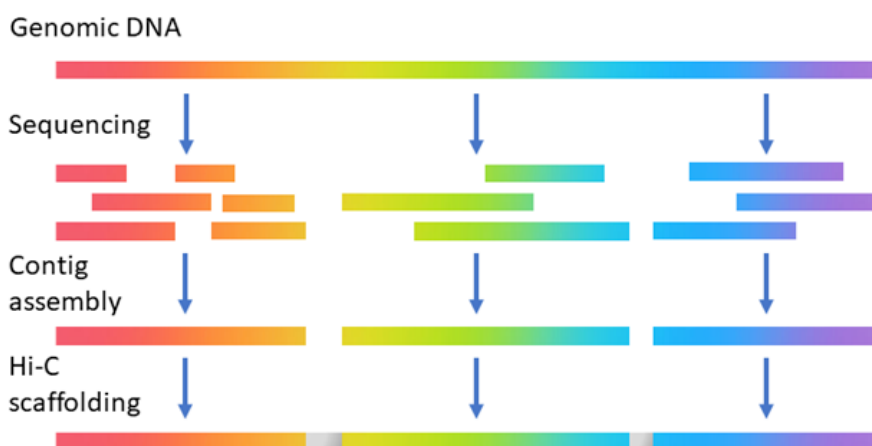 Genomic DNA
Sequencing
Contig
assembly
Hi-C
scaffolding